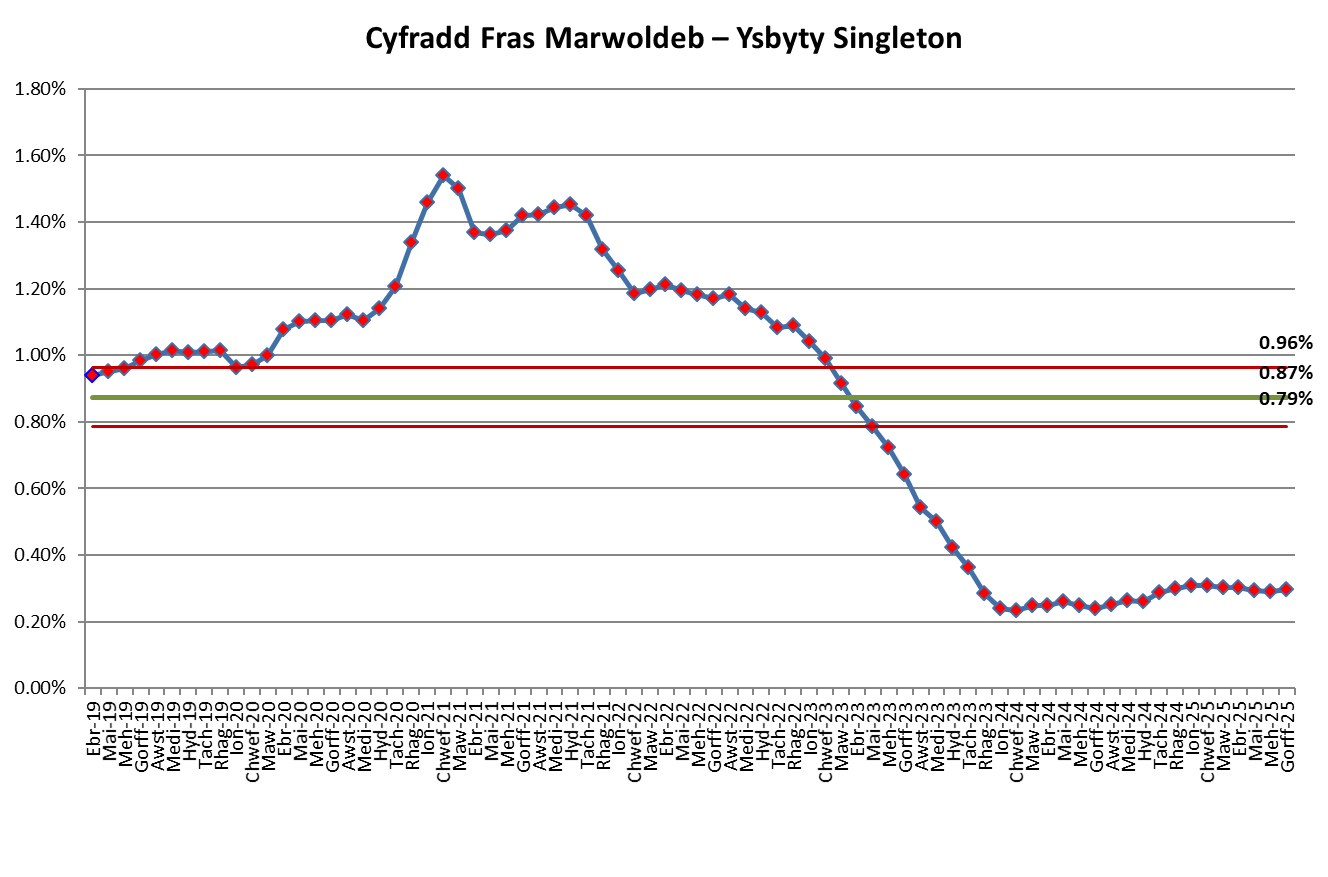 Cyfradd Fras Marwoldeb – Ysbyty Singleton
1.80%
1.60%
1.40%
1.20%
1.00%
0.80%
0.60%
0.40%
0.20%
0.00%
0.96%
0.87%
0.79%
Ebr-19
Mai-19
Meh-19
Gorff-19
Awst-19
Medi-19
Hyd-19
Tach-19
Rhag-19
Ion-20
Chwef-20
Maw-20
Ebr-20
Mai-20
Meh-20
Gorff-20
Awst-20
Medi-20
Hyd-20
Tach-20
Rhag-20
Ion-21
Chwef-21
Maw-21
Ebr-21
Mai-21
Meh-21
Gorff-21
Awst-21
Medi-21
Hyd-21
Tach-21
Rhag-21
Ion-22
Chwef-22
Maw-22
Ebr-22
Mai-22
Meh-22
Gorff-22
Awst-22
Medi-22
Hyd-22
Tach-22
Rhag-22
Ion-23
Chwef-23
Maw-23
Ebr-23
Mai-23
Meh-23
Gorff-23
Awst-23
Medi-23
Hyd-23
Tach-23
Rhag-23
Ion-24
Chwef-24
Maw-24
Ebr-24
Mai-24
Meh-24
Gorff-24
Awst-24
Medi-24
Hyd-24
Tach-24
Rhag-24
Ion-25
Chwef-25
Maw-25
Ebr-25
Mai-25
Meh-25
Gorff-25